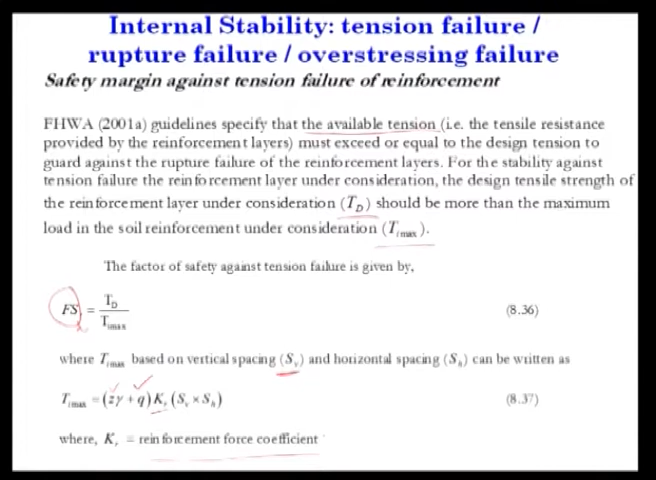 Internal Stability: tension failure /
rupture failure / overstressing failure
Safety margin against tension failure of reinforcement
FHWA (2001a) guidelines specify that the available tension (i.e. the tensile resistance
provided by the reinforcement layers) must exceed or equal to the design tension to
guard against the rupture failure of the reinforcement layers. For the stability against
tension failure the reinforcement layer under consideration, the design tensile strength of
the reinforcement layer under consideration (T_D) should be more than the maximum
load in the soil reinforcement under consideration (T_imax).
The factor of safety against tension failure is given by,
FS_t = T_D / T_imax (8.36)
where T_imax based on vertical spacing (S_v) and horizontal spacing (S_h) can be written as
T_imax = (zγ + q) K_r (S_v × S_h) (8.37)
where, K_r = reinforcement force coefficient